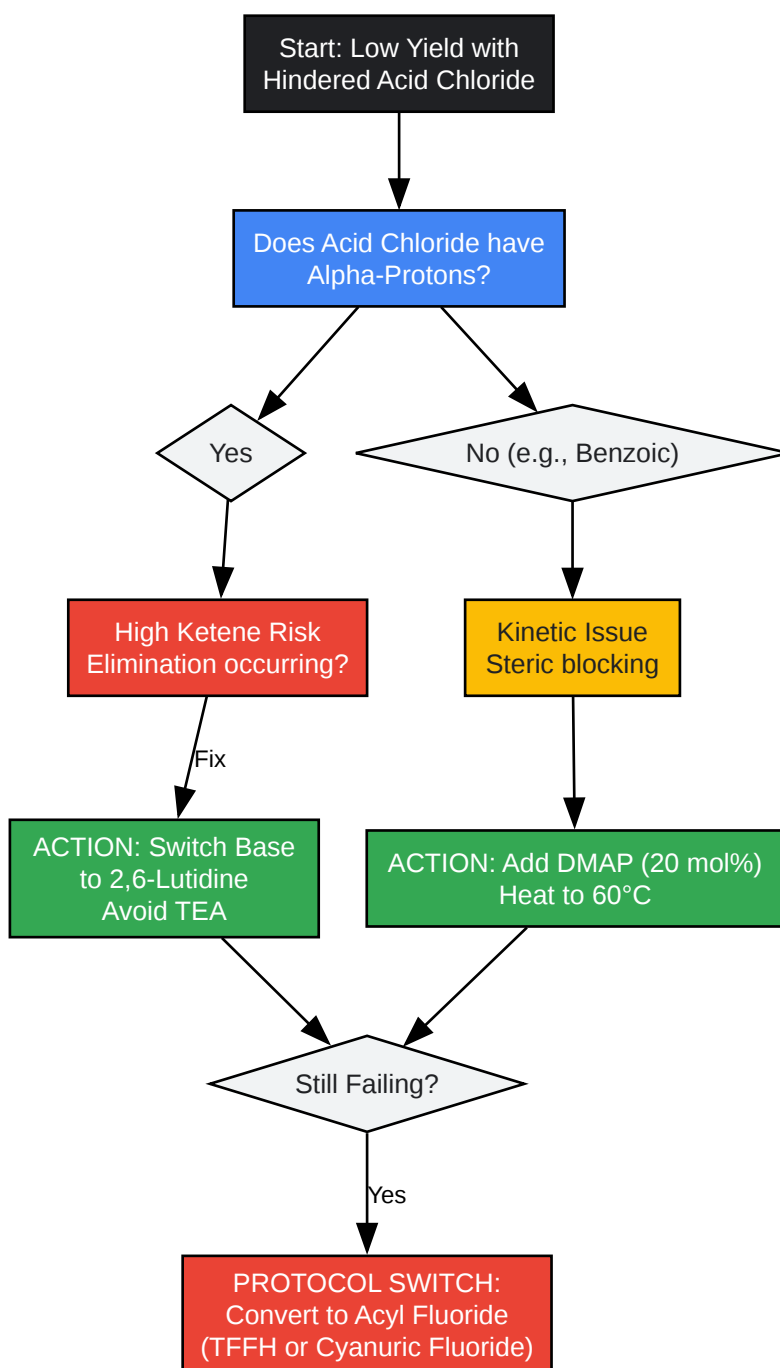 Start: Low Yield with
Hindered Acid Chloride
Does Acid Chloride have
Alpha-Protons?
Yes
No (e.g., Benzoic)
High Ketene Risk
Elimination occurring?
Kinetic Issue
Steric blocking
Fix
ACTION: Switch Base
to 2,6-Lutidine
Avoid TEA
ACTION: Add DMAP (20 mol%)
Heat to 60°C
Still Failing?
Yes
PROTOCOL SWITCH:
Convert to Acyl Fluoride
(TFFH or Cyanuric Fluoride)